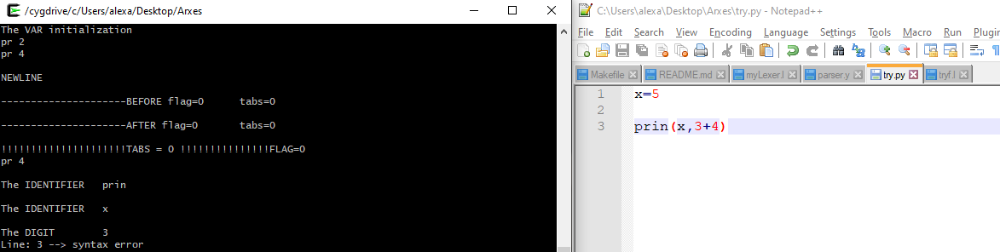 /cygdrive/c/Users/alexa/Desktop/Arxes
The VAR initialization
pr 2
pr 4
NEWLINE
---------------------BEFORE flag=0      tabs=0
---------------------AFTER flag=0       tabs=0
!!!!!!!!!!!!!!!!!!!!!TABS = 0 !!!!!!!!!!!!!!!FLAG=0
pr 4
The IDENTIFIER   prin
The IDENTIFIER   x
The DIGIT        3
Line: 3 --> syntax error
C:\Users\alexa\Desktop\Arxes\try.py - Notepad++
File Edit Search View Encoding Language Settings Tools Macro Run Plugin
Makefile README.md myLexer.l parser.y try.py tryf.l
1 x=5
2
3 prin(x,3+4)